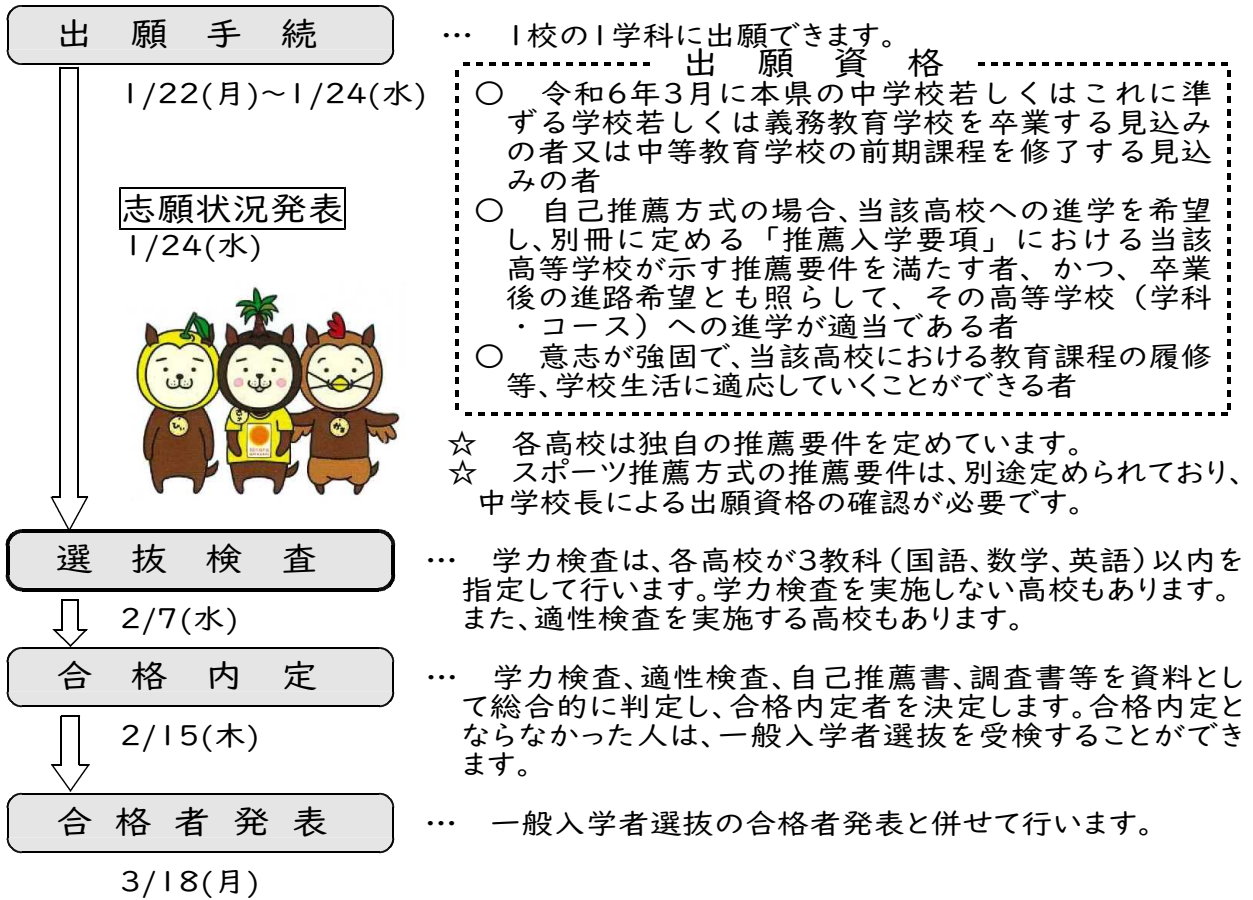 出願手続
… 1校の1学科に出願できます。
1/22(月)~1/24(水)
出願資格
○ 令和6年3月に本県の中学校若しくはこれに準
ずる学校若しくは義務教育学校を卒業する見込み
の者又は中等教育学校の前期課程を修了する見込
みの者
○ 自己推薦方式の場合、当該高校への進学を希望
し、別冊に定める「推薦入学要項」における当該
高等学校が示す推薦要件を満たす者、かつ、卒業
後の進路希望とも照らして、その高等学校(学科
・コース)への進学が適当である者
○ 意志が強固で、当該高校における教育課程の履修
等、学校生活に適応していくことができる者
志願状況発表
1/24(水)
☆ 各高校は独自の推薦要件を定めています。
☆ スポーツ推薦方式の推薦要件は、別途定められており、
中学校長による出願資格の確認が必要です。
選抜検査
… 学力検査は、各高校が3教科(国語、数学、英語)以内を
指定して行います。学力検査を実施しない高校もあります。
また、適性検査を実施する高校もあります。
2/7(水)
合格内定
… 学力検査、適性検査、自己推薦書、調査書等を資料とし
て総合的に判定し、合格内定者を決定します。合格内定と
ならなかった人は、一般入学者選抜を受検することができ
ます。
2/15(木)
合格者発表
… 一般入学者選抜の合格者発表と併せて行います。
3/18(月)